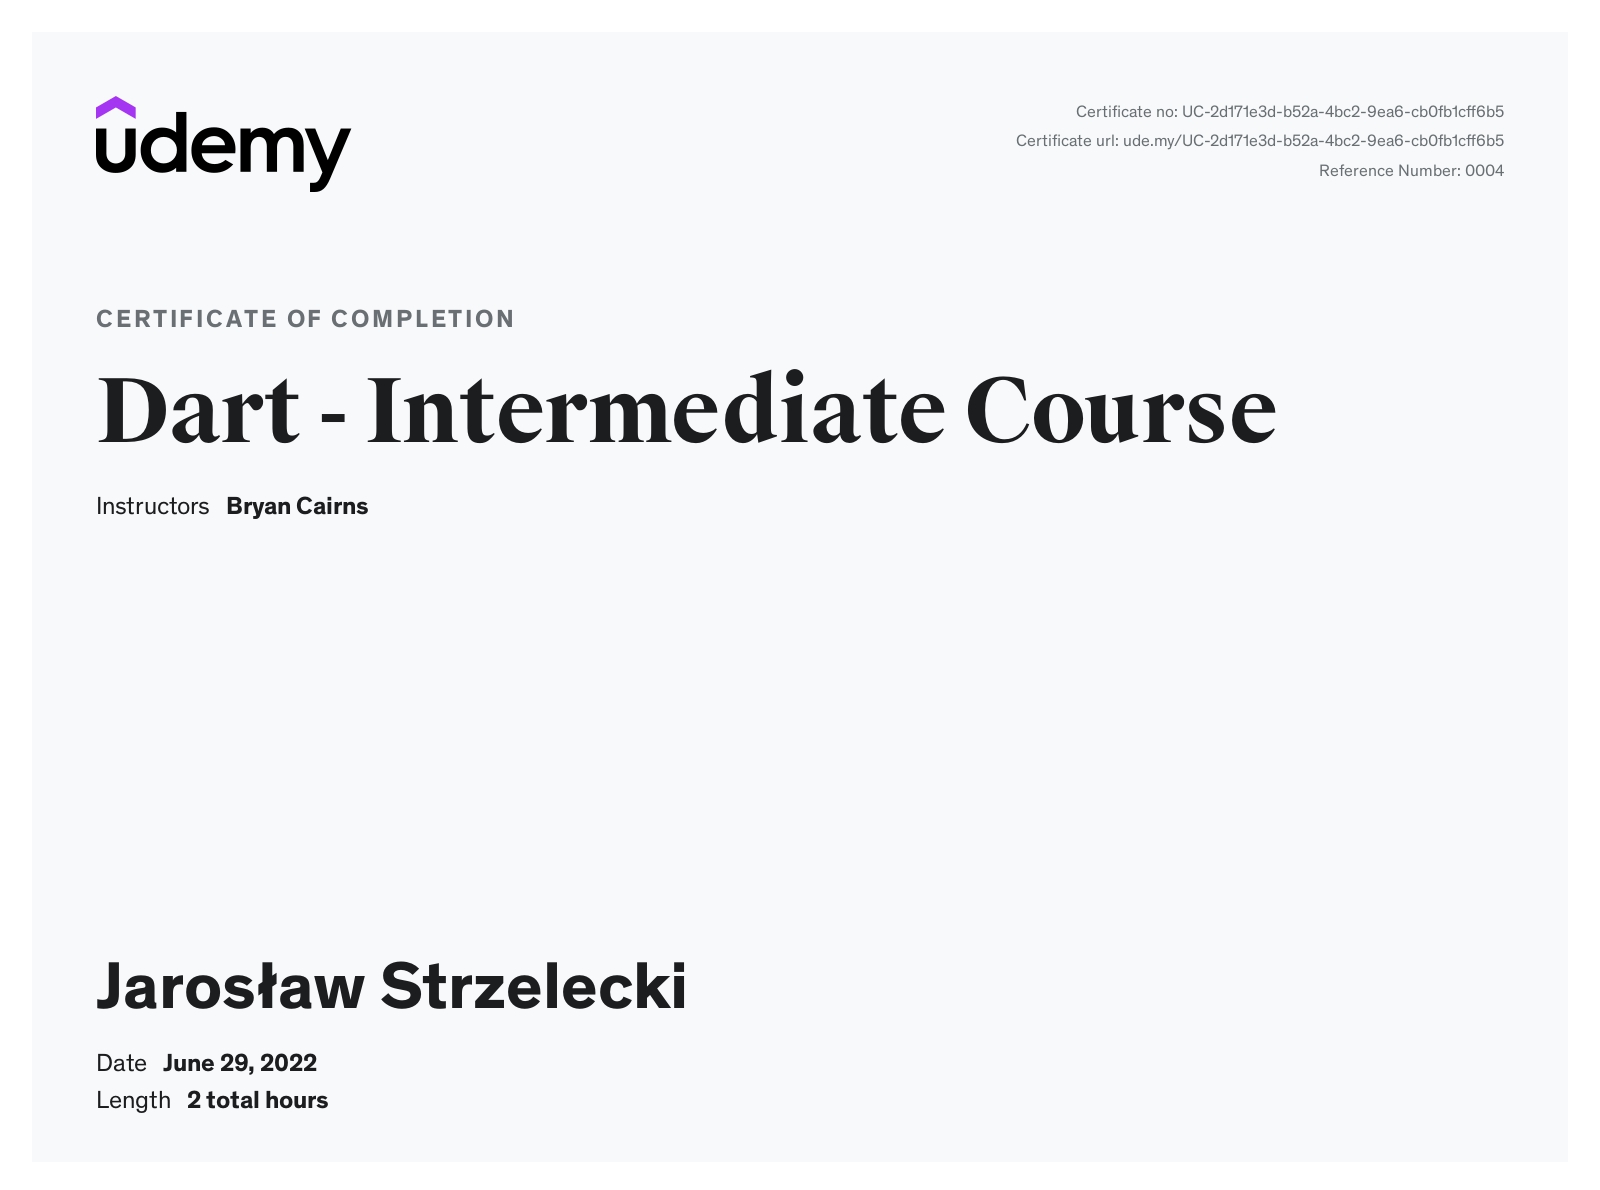 udemy
Certificate no: UC-2d171e3d-b52a-4bc2-9ea6-cb0fb1cff6b5
Certificate url: ude.my/UC-2d171e3d-b52a-4bc2-9ea6-cb0fb1cff6b5
Reference Number: 0004
CERTIFICATE OF COMPLETION
Dart - Intermediate Course
Instructors Bryan Cairns
Jarosław Strzelecki
Date June 29, 2022
Length 2 total hours